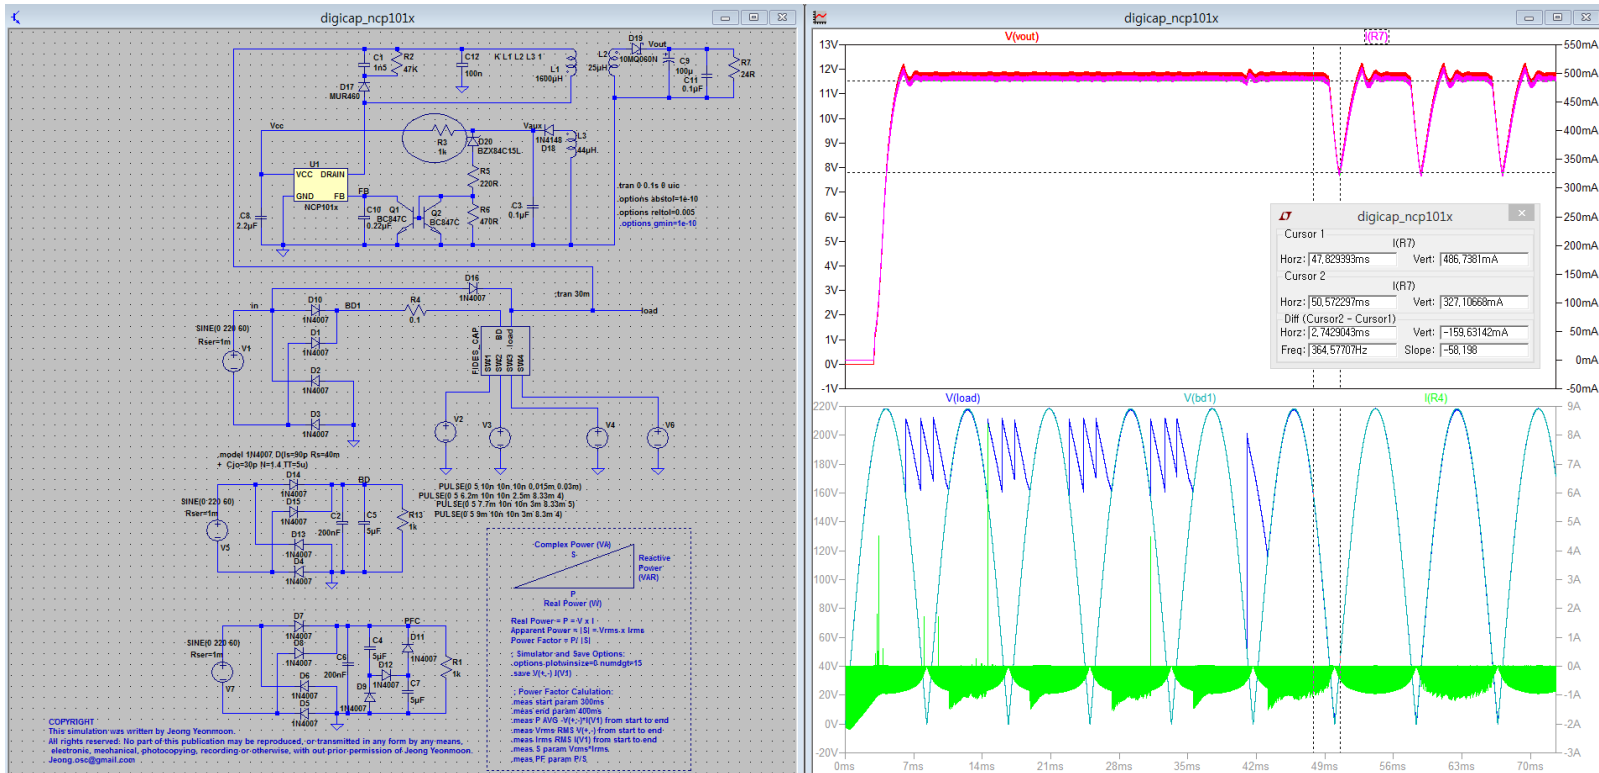 digicap_ncp101x
C1
1n5
R2
47K
D17
MUR460
C12
100n
K L1 L2 L3 1
L1
1600µH
L2
25µH
D19
10MQ060N
Vout
C9
100µ
C11
0.1µF
R7
24R
Vcc
R3
1k
D20
BZX84C15L
Vaux
1N4148
D18
L3
44µH
U1
VCC DRAIN
GND FB
NCP101x
FB
R5
220R
C8
2.2µF
C10
0.22µF
Q1
BC847C
Q2
BC847C
R6
470R
C3
0.1µF
.tran 0 0.1s 0 uic
.options abstol=1e-10
.options reltol=0.005
.options gmin=1e-10
D16
1N4007
;tran 30m
in
D10
1N4007
BD1
R4
0.1
load
SINE(0 220 60)
Rser=1m
V1
D1
1N4007
D2
1N4007
D3
1N4007
FIDES_CAP
SW1
SW2
SW3
SW4
BD
load
V2
V3
V4
V6
.model 1N4007 D(Is=90p Rs=40m
+ Cjo=30p N=1.4 TT=5u)
PULSE(0 5 10n 10n 10n 0.015m 0.03m)
PULSE(0 5 6.2m 10n 10n 2.5m 8.33m 4)
PULSE(0 5 7.7m 10n 10n 3m 8.33m 5)
PULSE(0 5 9m 10n 10n 3m 8.3m 4)
D14
1N4007
BD
SINE(0 220 60)
Rser=1m
V5
D15
1N4007
C2
200nF
C5
5µF
R13
1k
D13
1N4007
D4
1N4007
Complex Power (VA)
S
Reactive
Power
(VAR)
P
Real Power (W)
Real Power = P = V x I
Apparent Power = |S| = Vrms x Irms
Power Factor = P/ |S|
; Simulator and Save Options:
.options plotwinsize=0 numdgt=15
.save V(+,-) I(V1)
; Power Factor Calulation:
.meas start param 300ms
.meas end param 400ms
.meas P AVG -V(+,-)*I(V1) from start to end
.meas Vrms RMS V(+,-) from start to end
.meas Irms RMS I(V1) from start to end
.meas S param Vrms*Irms
.meas PF param P/S
D7
1N4007
PFC
SINE(0 220 60)
Rser=1m
V7
D8
1N4007
C6
200nF
C4
5µF
D11
1N4007
D12
1N4007
R1
1k
D6
1N4007
D9
1N4007
C7
5µF
D5
1N4007
COPYRIGHT
This simulation was written by Jeong Yeonmoon.
All rights reserved. No part of this publication may be reproduced, or transmitted in any form by any means,
electronic, mechanical, photocopying, recording or otherwise, with out prior permission of Jeong Yeonmoon.
Jeong.osc@gmail.com
digicap_ncp101x
V(vout) I(R7)
13V 550mA
12V 500mA
11V 450mA
10V 400mA
9V 350mA
8V 300mA
7V 250mA
6V 200mA
5V 150mA
4V 100mA
3V 50mA
2V 0mA
1V -50mA
0V
-1V
digicap_ncp101x
Cursor 1
I(R7)
Horz: 47.829393ms Vert: 486.7381mA
Cursor 2
I(R7)
Horz: 50.572297ms Vert: 327.10668mA
Diff (Cursor2 - Cursor1)
Horz: 2.7429043ms Vert: -159.63142mA
Freq: 364.57707Hz Slope: -58.198
V(load) V(bd1) I(R4)
220V 9A
200V 8A
180V 7A
160V 6A
140V 5A
120V 4A
100V 3A
80V 2A
60V 1A
40V 0A
20V -1A
0V -2A
-20V -3A
0ms 7ms 14ms 21ms 28ms 35ms 42ms 49ms 56ms 63ms 70ms